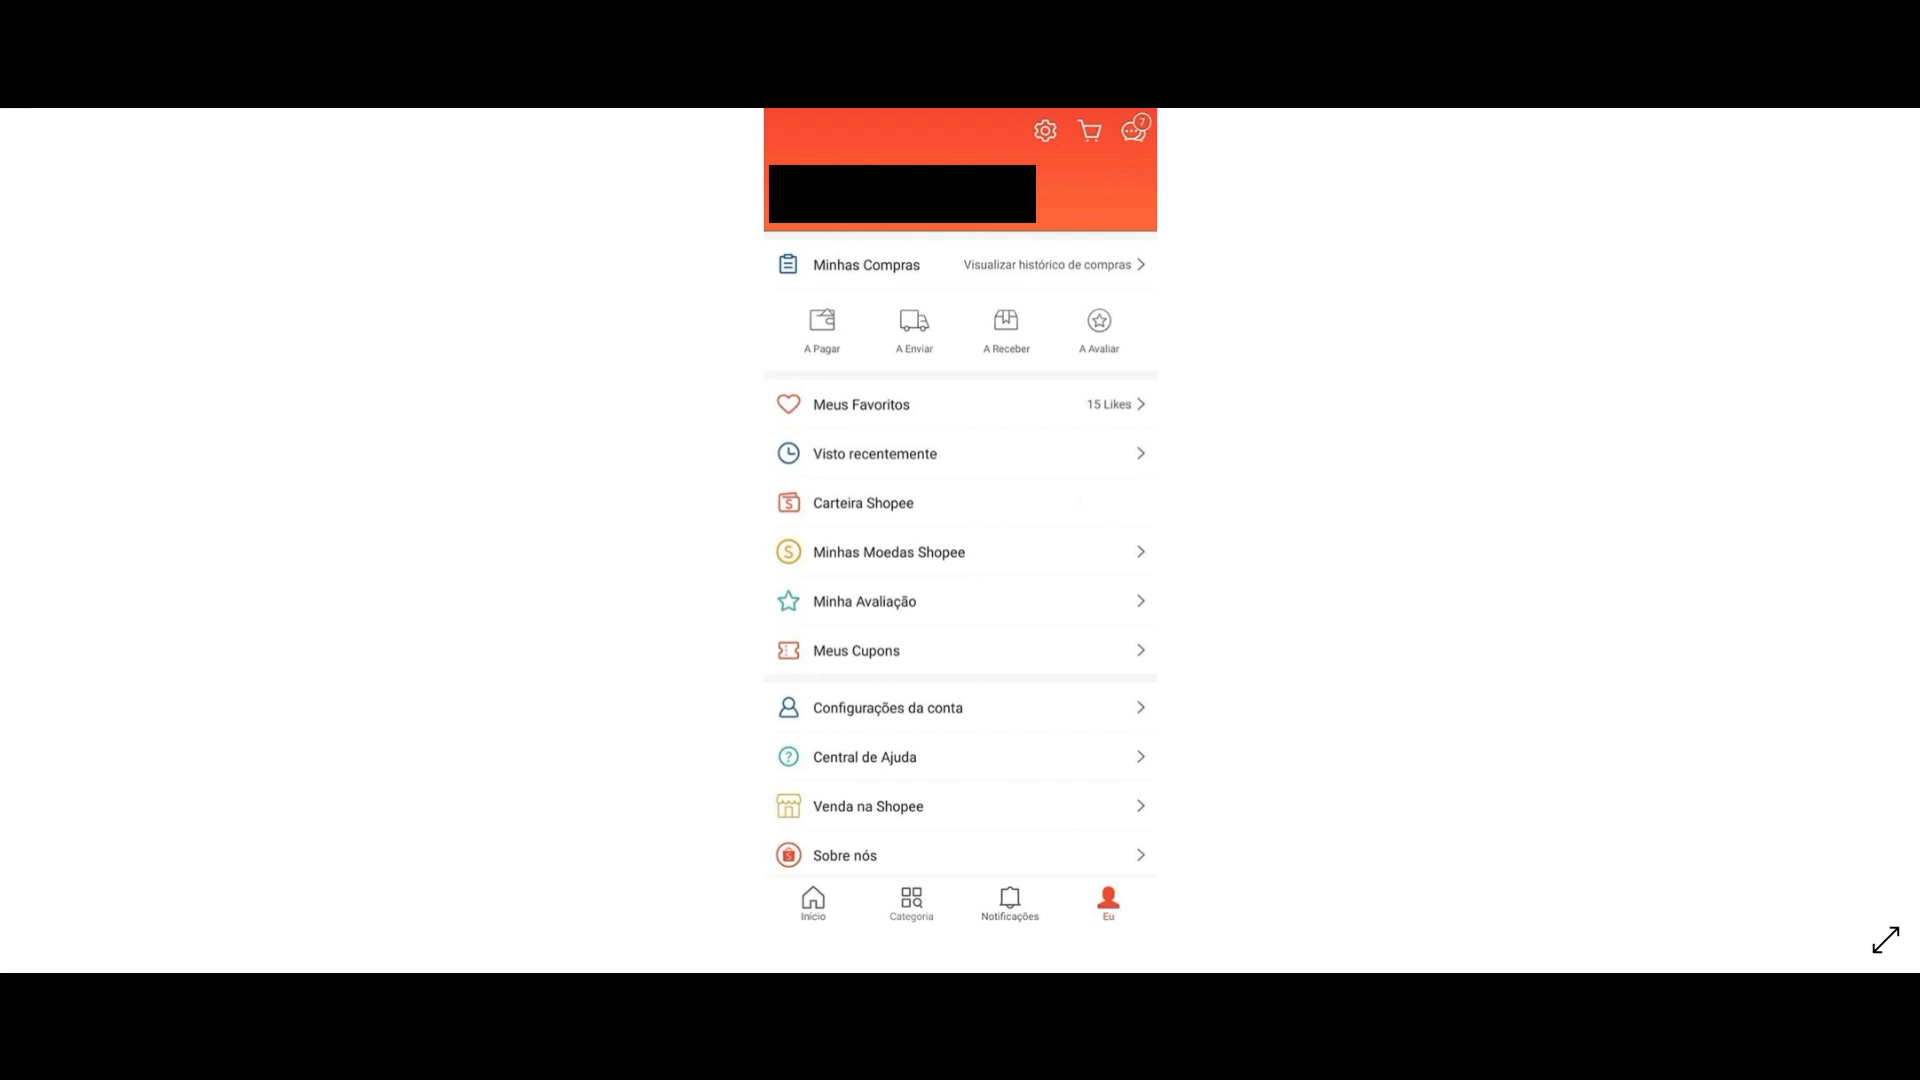 7
Minhas Compras Visualizar histórico de compras
A Pagar A Enviar A Receber A Avaliar
Meus Favoritos 15 Likes
Visto recentemente
Carteira Shopee
Minhas Moedas Shopee
Minha Avaliação
Meus Cupons
Configurações da conta
Central de Ajuda
Venda na Shopee
Sobre nós
Início Categoria Notificações Eu